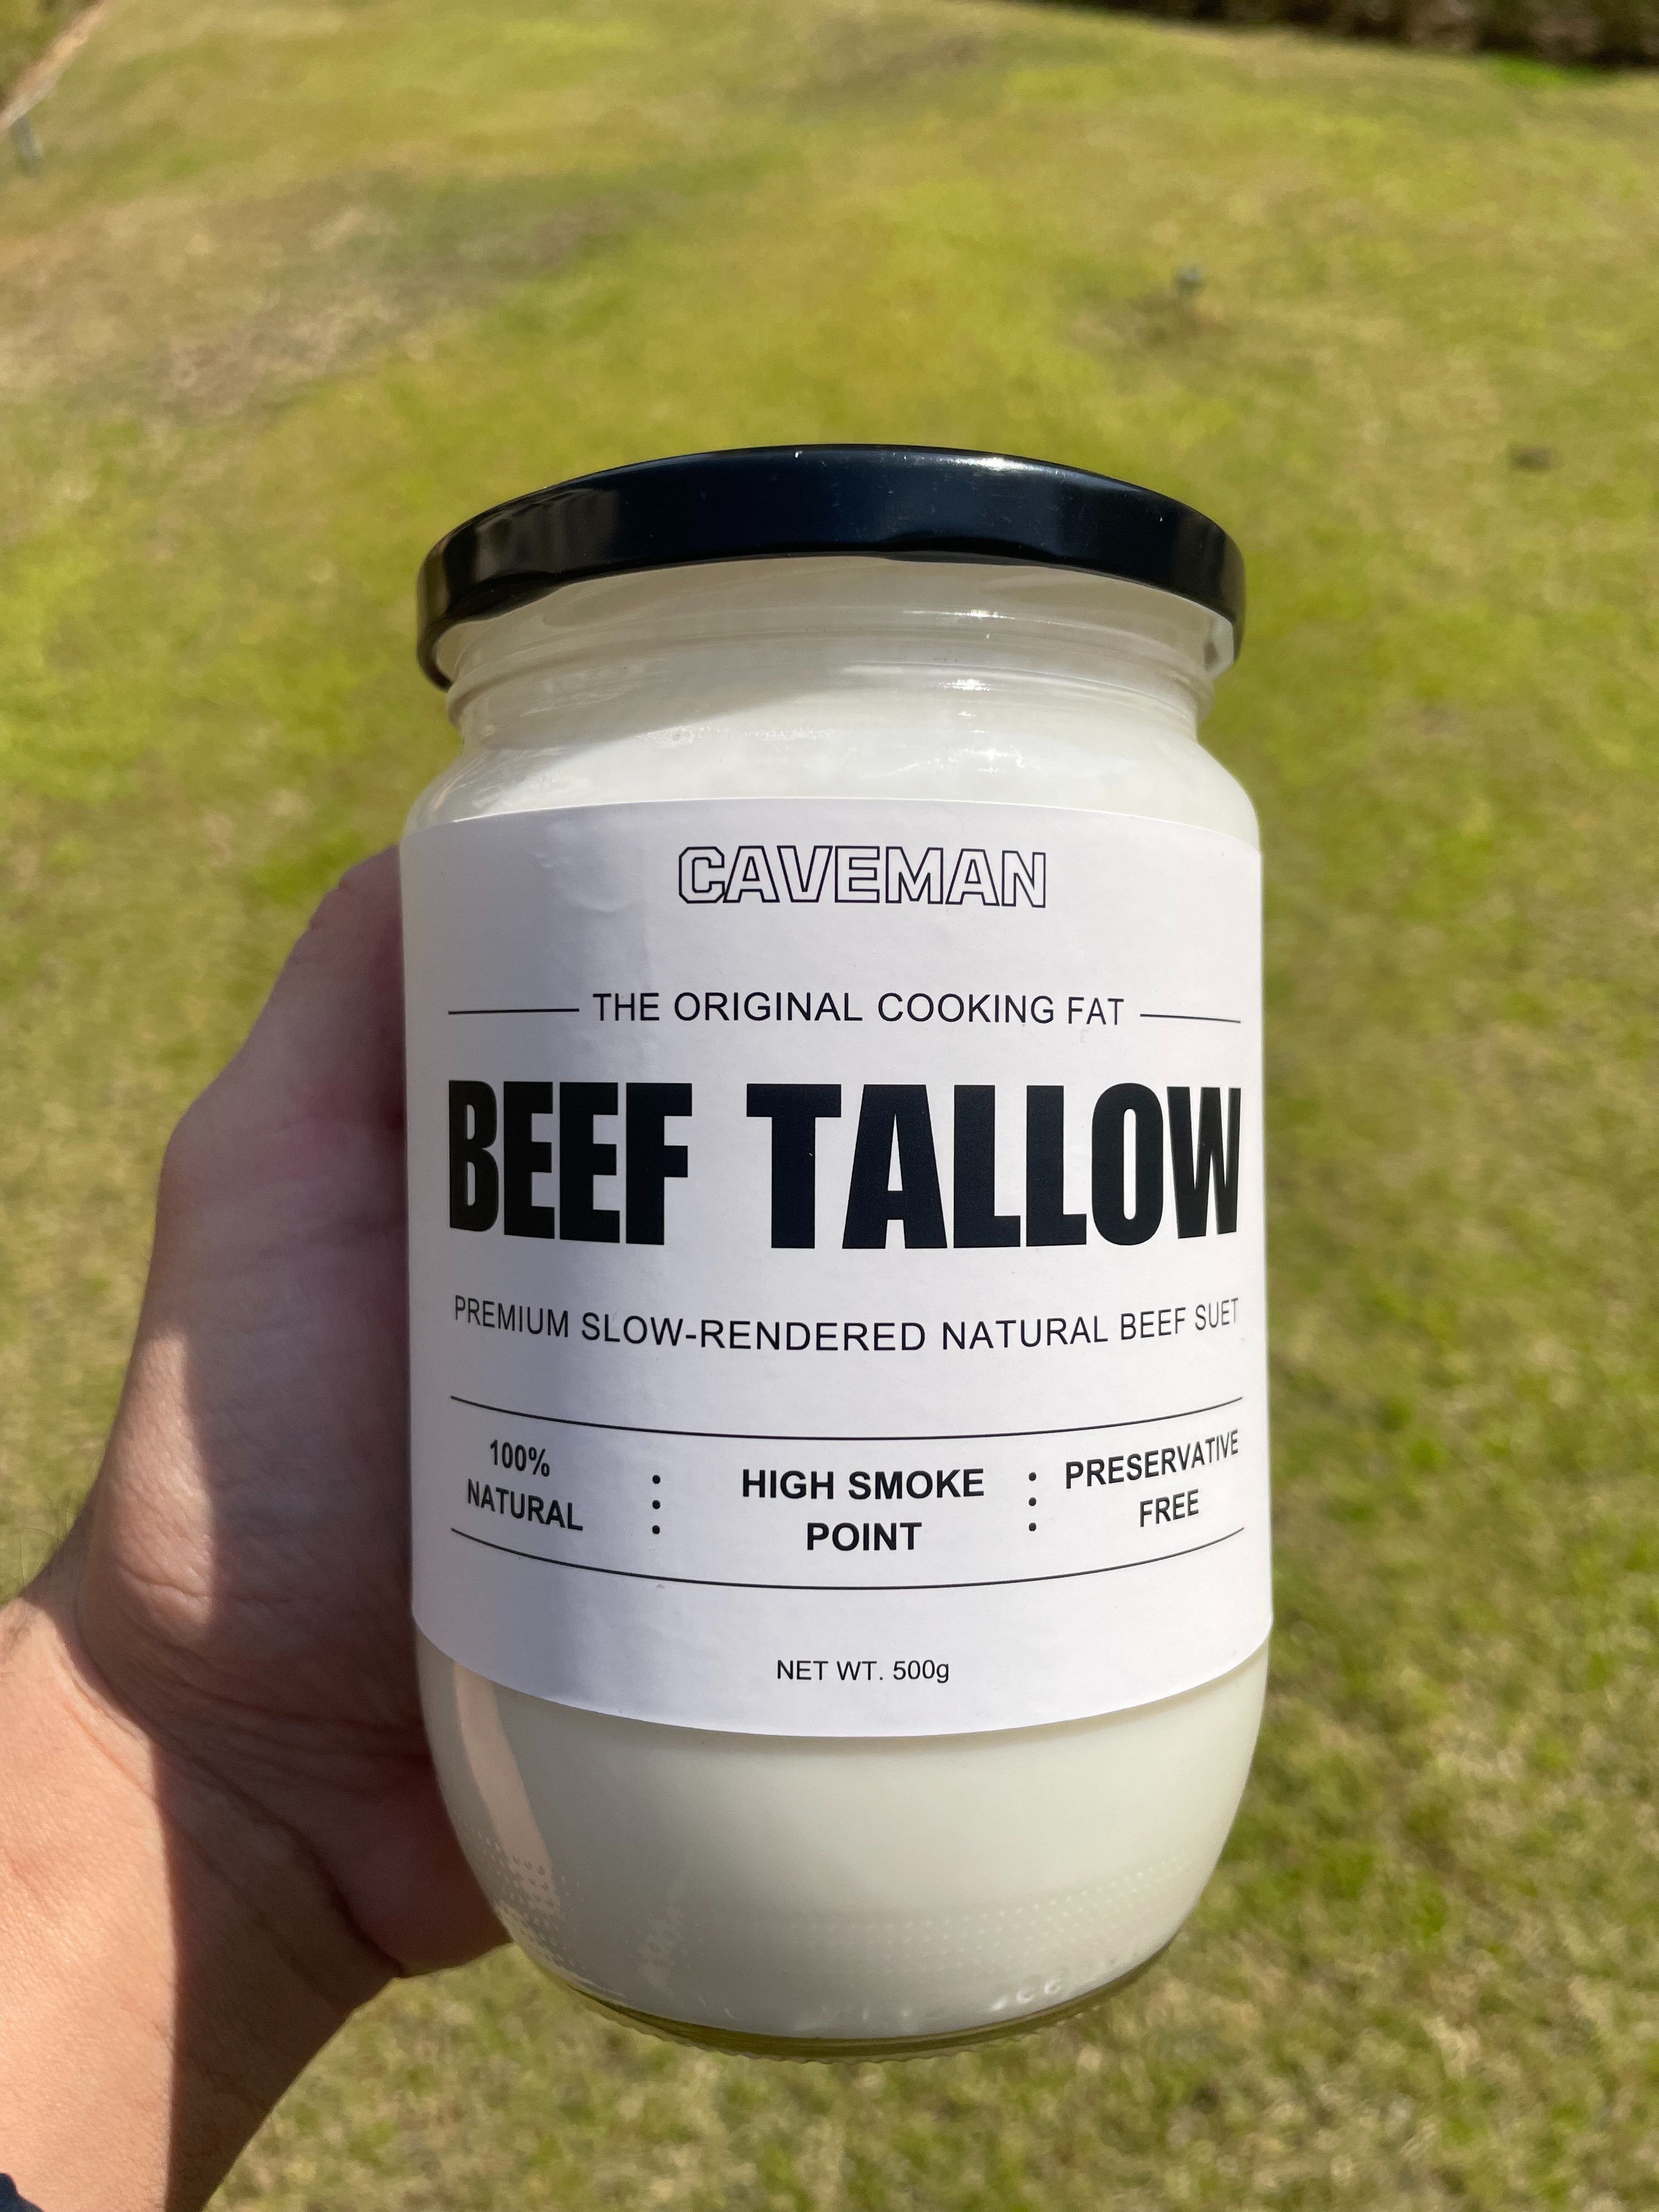 CAVEMAN
THE ORIGINAL COOKING FAT
BEEF TALLOW
PREMIUM SLOW-RENDERED NATURAL BEEF SUET
100%
NATURAL
HIGH SMOKE
POINT
PRESERVATIVE
FREE
NET WT. 500g